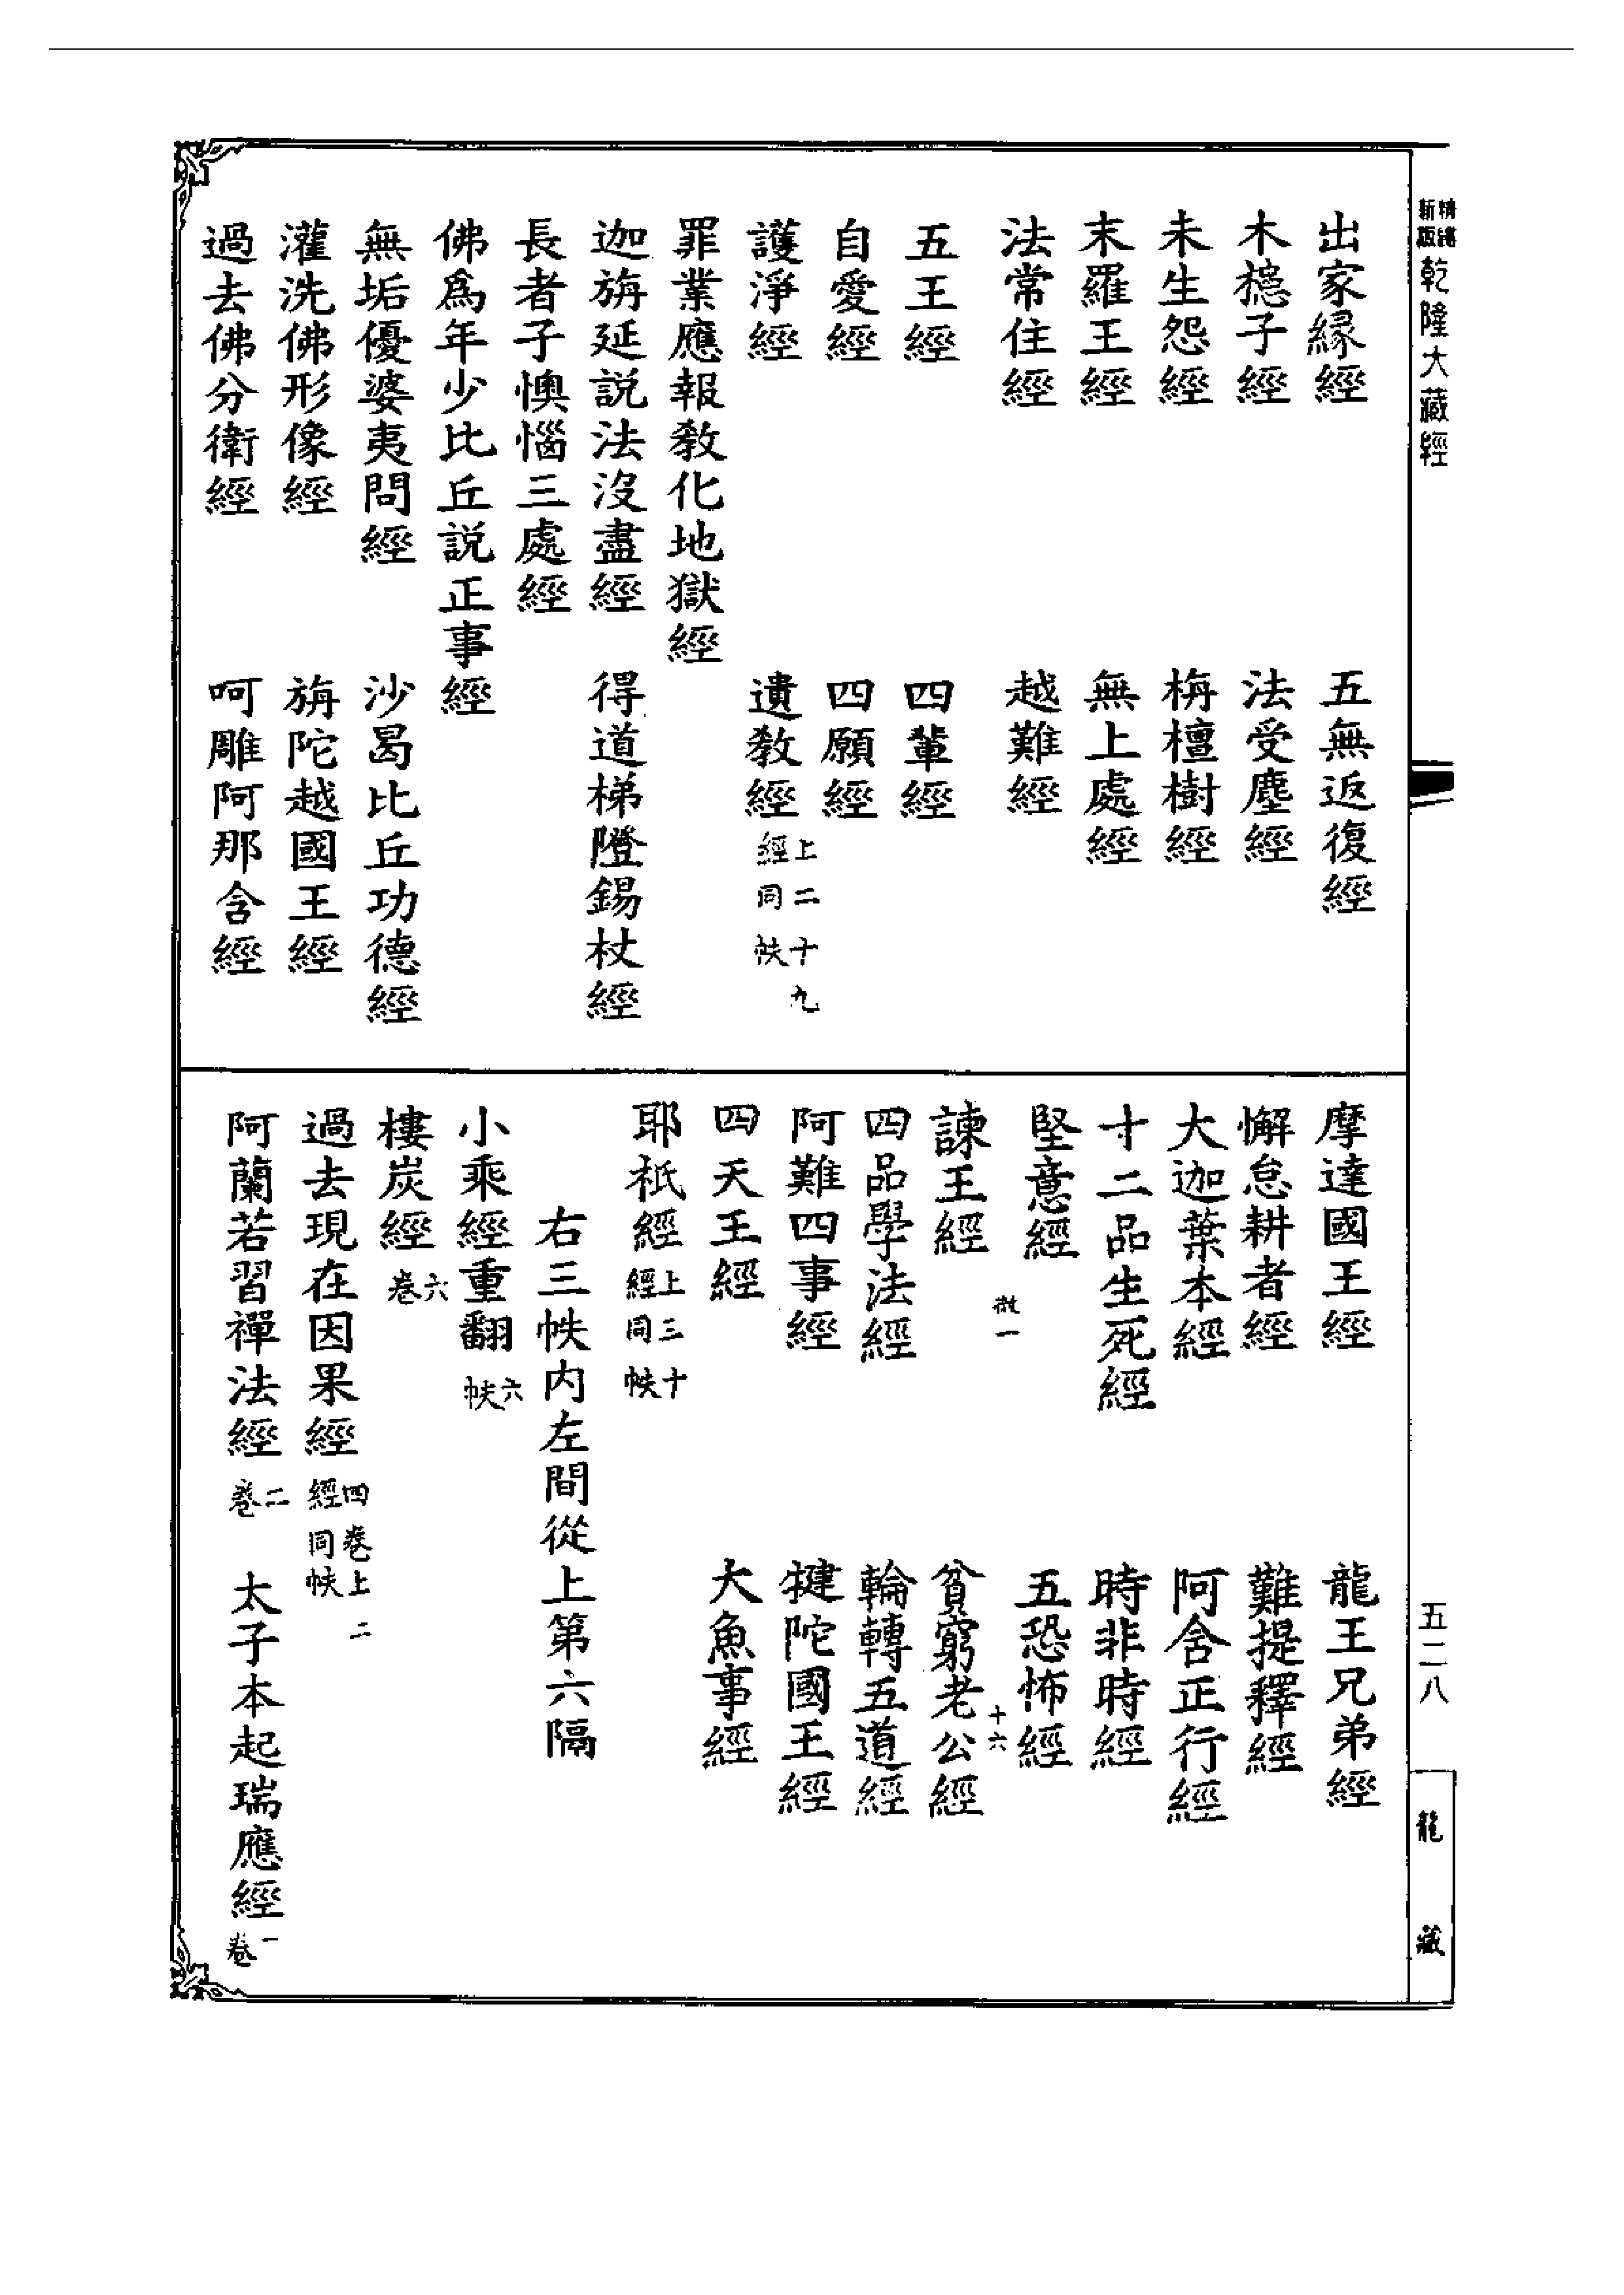 精縮
新版
乾隆大藏經
五二八
龍藏
出家緣經 五無返復經
木槵子經 法受塵經
未生怨經 栴檀樹經
末羅王經 無上處經
法常住經 越難經
五王經 四輩經
自愛經 四願經
護淨經 遺教經 上二十九經同帙
罪業應報教化地獄經
迦旃延說法沒盡經 得道梯隥錫杖經
長者子懊惱三處經
佛為年少比丘說正事經
無垢優婆夷問經 沙曷比丘功德經
灌洗佛形像經 旃陀越國王經
過去佛分衛經 呵雕阿那含經
摩達國王經 龍王兄弟經
懈怠耕者經 難提釋經
大迦葉本經 阿含正行經
十二品生死經 時非時經
堅意經 五恐怖經
微一 十六
諫王經 貧窮老公經
四品學法經 輪轉五道經
阿難四事經 犍陀國王經
四天王經 大魚事經
耶祇經 上三十經同帙
右三帙內左間從上第六隔
小乘經重翻 六帙
樓炭經 六卷
過去現在因果經 四卷上二經同帙
阿蘭若習禪法經 二卷 太子本起瑞應經 一卷